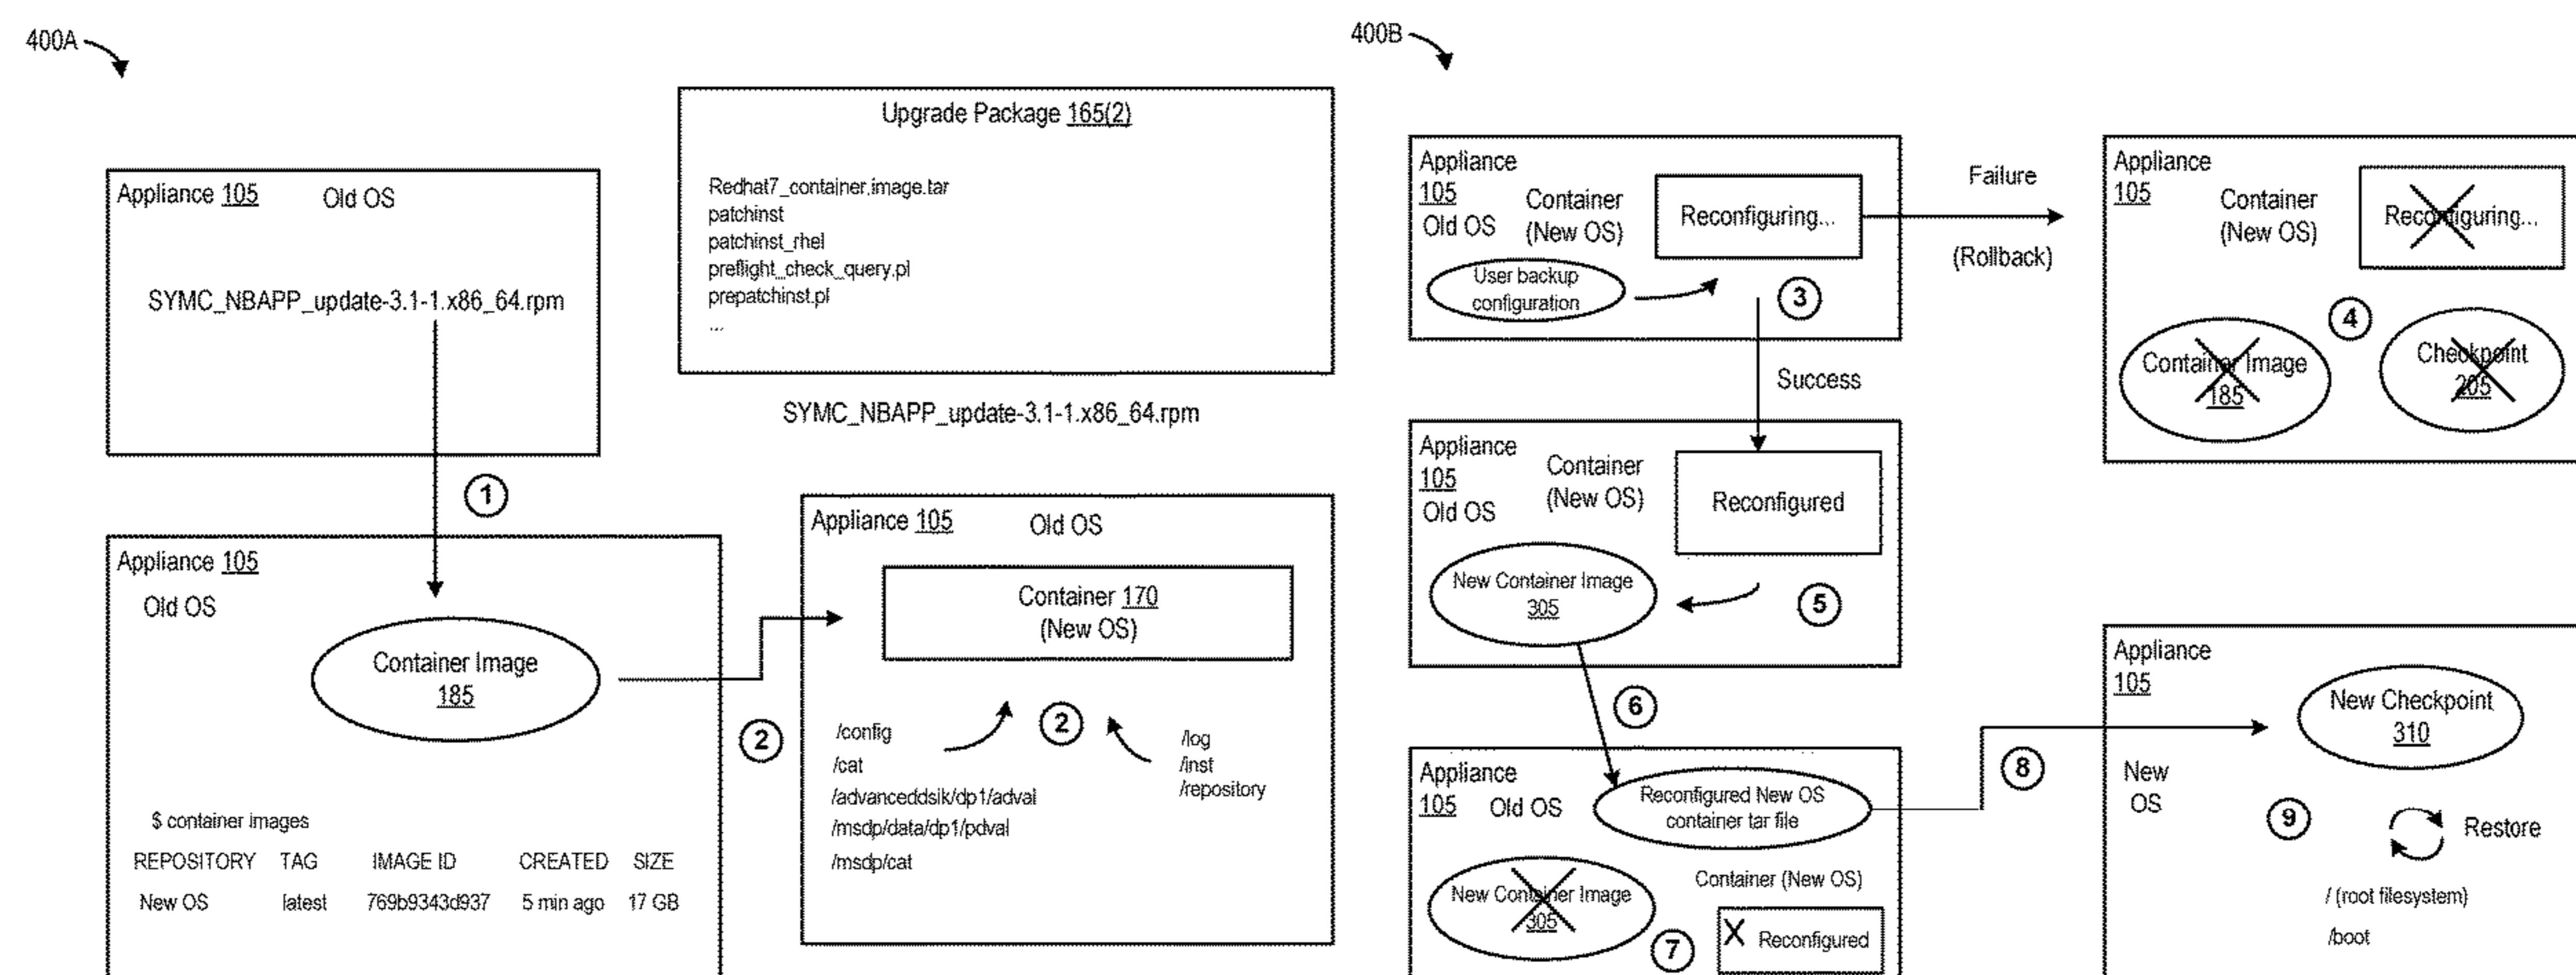 400A
Appliance 105 Old OS
SYMC_NBAPP_update-3.1-1.x86_64.rpm
Upgrade Package 165(2)
Redhat7_container.image.tar
patchinst
patchinst_rhel
preflight_check_query.pl
prepatchinst.pl
...
SYMC_NBAPP_update-3.1-1.x86_64.rpm
1
Appliance 105
Old OS
Container Image
185
$ container images
REPOSITORY TAG IMAGE ID CREATED SIZE
New OS latest 769b9343d937 5 min ago 17 GB
2
Appliance 105 Old OS
Container 170
(New OS)
2
/config
/cat
/advanceddsik/dp1/adval
/msdp/data/dp1/pdval
/msdp/cat
/log
/inst
/repository
400B
Appliance
105
Old OS
Container
(New OS)
Reconfiguring...
User backup
configuration
3
Failure
(Rollback)
Appliance
105
Container
(New OS)
Reconfiguring...
4
Container Image
185
Checkpoint
205
Success
Appliance
105
Old OS
Container
(New OS)
Reconfigured
New Container Image
305
5
6
Appliance
105 Old OS
Reconfigured New OS
container tar file
New Container Image
305
Container (New OS)
7
X Reconfigured
8
Appliance
105
New Checkpoint
310
New
OS
9
Restore
/ (root filesystem)
/boot